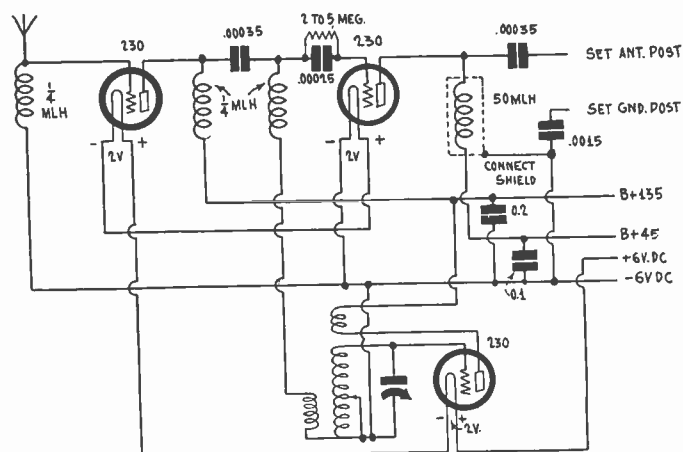 2 TO 5 MEG.
.00035
230
.00035
230
.00025
SET ANT. POST
1/4 MLH
1/4 MLH
50MLH
SET GND. POST
.0015
- 2V +
- 2V +
CONNECT SHIELD
B+135
0.2
B+45
+6V.DC
-6V DC
0.1
230
- + 2V.